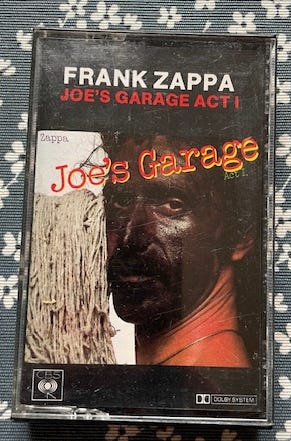 FRANK ZAPPA
JOE'S GARAGE ACT I
Zappa
Joe's Garage
Act I
CBS
DOLBY SYSTEM